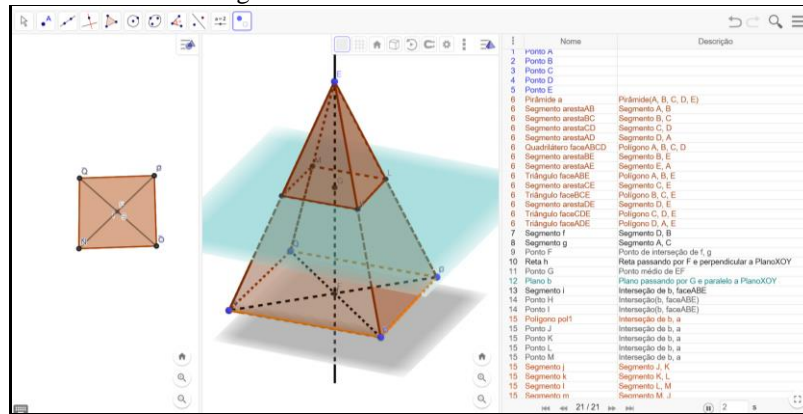 Nome Descrição
1 Ponto A
2 Ponto B
3 Ponto C
4 Ponto D
5 Ponto E
6 Pirâmide a Pirâmide(A, B, C, D, E)
6 Segmento arestaAB Segmento A, B
6 Segmento arestaBC Segmento B, C
6 Segmento arestaCD Segmento C, D
6 Segmento arestaAD Segmento D, A
6 Quadrilátero faceABCD Polígono A, B, C, D
6 Segmento arestaBE Segmento B, E
6 Segmento arestaAE Segmento E, A
6 Triângulo faceABE Polígono A, B, E
6 Segmento arestaCE Segmento C, E
6 Triângulo faceBCE Polígono B, C, E
6 Segmento arestaDE Segmento D, E
6 Triângulo faceCDE Polígono C, D, E
6 Triângulo faceADE Polígono D, A, E
7 Segmento f Segmento D, B
8 Segmento g Segmento A, C
9 Ponto F Ponto de interseção de f, g
10 Reta h Reta passando por F e perpendicular a PlanoXOY
11 Ponto G Ponto médio de EF
12 Plano b Plano passando por G e paralelo a PlanoXOY
13 Segmento i Interseção de b, faceABE
14 Ponto H Interseção(b, faceABE)
14 Ponto I Interseção(b, faceABE)
15 Polígono pol1 Interseção de b, a
15 Ponto J Interseção de b, a
15 Ponto K Interseção de b, a
15 Ponto L Interseção de b, a
15 Ponto M Interseção de b, a
15 Segmento j Segmento J, K
15 Segmento k Segmento K, L
15 Segmento l Segmento L, M
15 Segmento m Segmento M, J
21 / 21 2 s
E